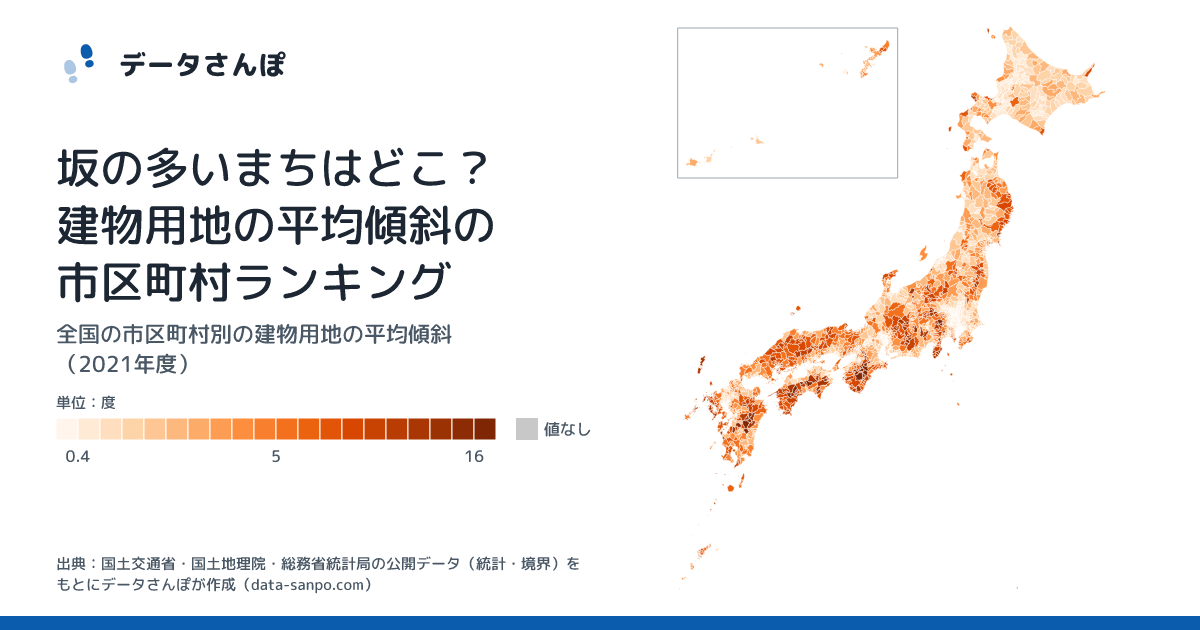 データさんぽ
坂の多いまちはどこ？
建物用地の平均傾斜の
市区町村ランキング
全国の市区町村別の建物用地の平均傾斜
（2021年度）
単位：度
値なし
0.4 5 16
出典：国土交通省・国土地理院・総務省統計局の公開データ（統計・境界）を
もとにデータさんぽが作成（data-sanpo.com）